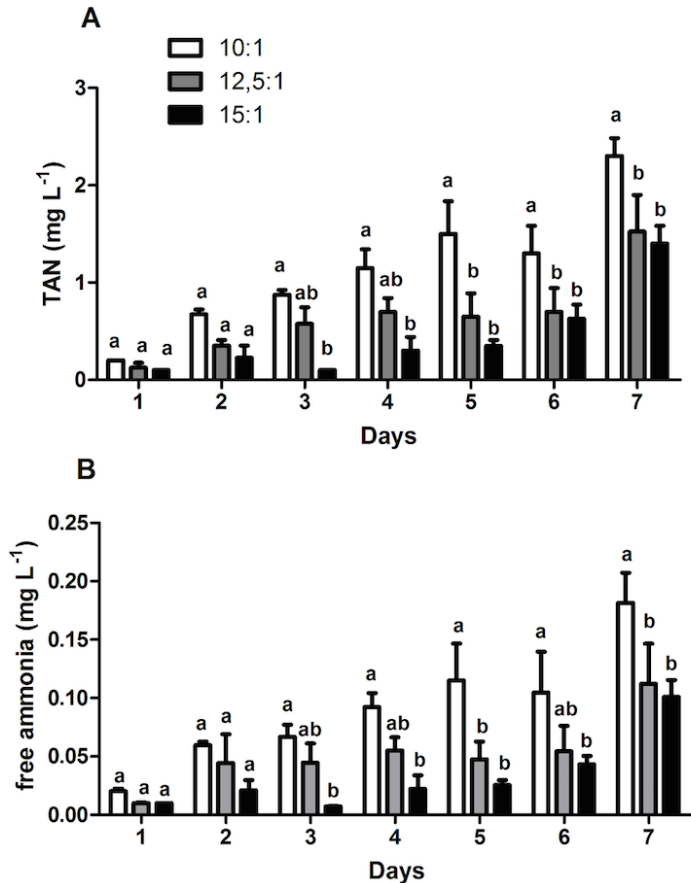 A
10:1
12,5:1
15:1
TAN (mg L⁻¹)
3
2
1
0
a a a
a a a
a ab b
a ab b
a b b
a b b
a b b
1 2 3 4 5 6 7
Days
B
free ammonia (mg L⁻¹)
0.25
0.20
0.15
0.10
0.05
0.00
a a a
a a a
a ab b
a ab b
a b b
a ab b
a b b
1 2 3 4 5 6 7
Days